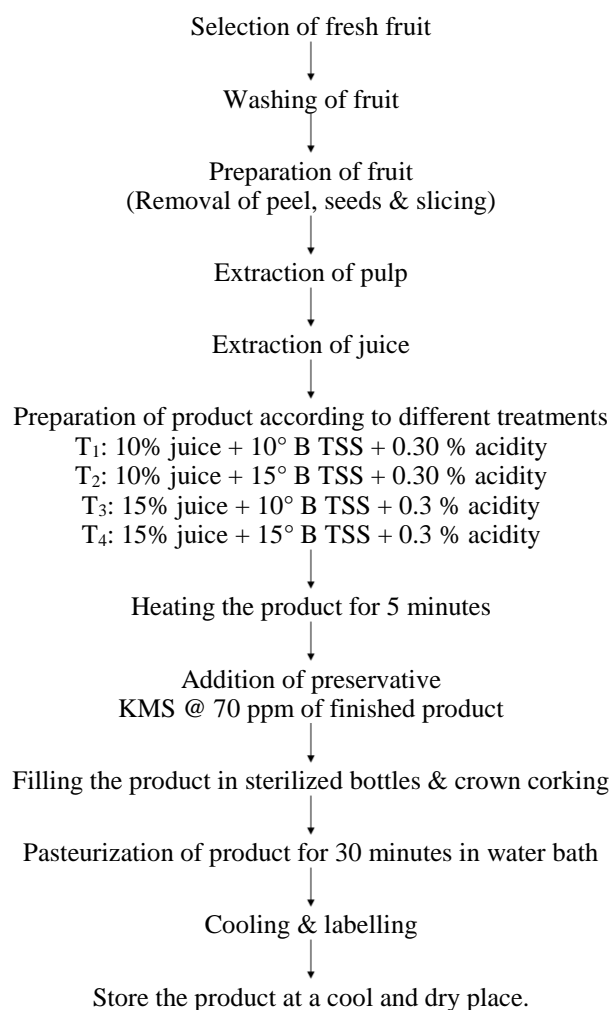 Selection of fresh fruit
Washing of fruit
Preparation of fruit
(Removal of peel, seeds & slicing)
Extraction of pulp
Extraction of juice
Preparation of product according to different treatments
T₁: 10% juice + 10° B TSS + 0.30 % acidity
T₂: 10% juice + 15° B TSS + 0.30 % acidity
T₃: 15% juice + 10° B TSS + 0.3 % acidity
T₄: 15% juice + 15° B TSS + 0.3 % acidity
Heating the product for 5 minutes
Addition of preservative
KMS @ 70 ppm of finished product
Filling the product in sterilized bottles & crown corking
Pasteurization of product for 30 minutes in water bath
Cooling & labelling
Store the product at a cool and dry place.